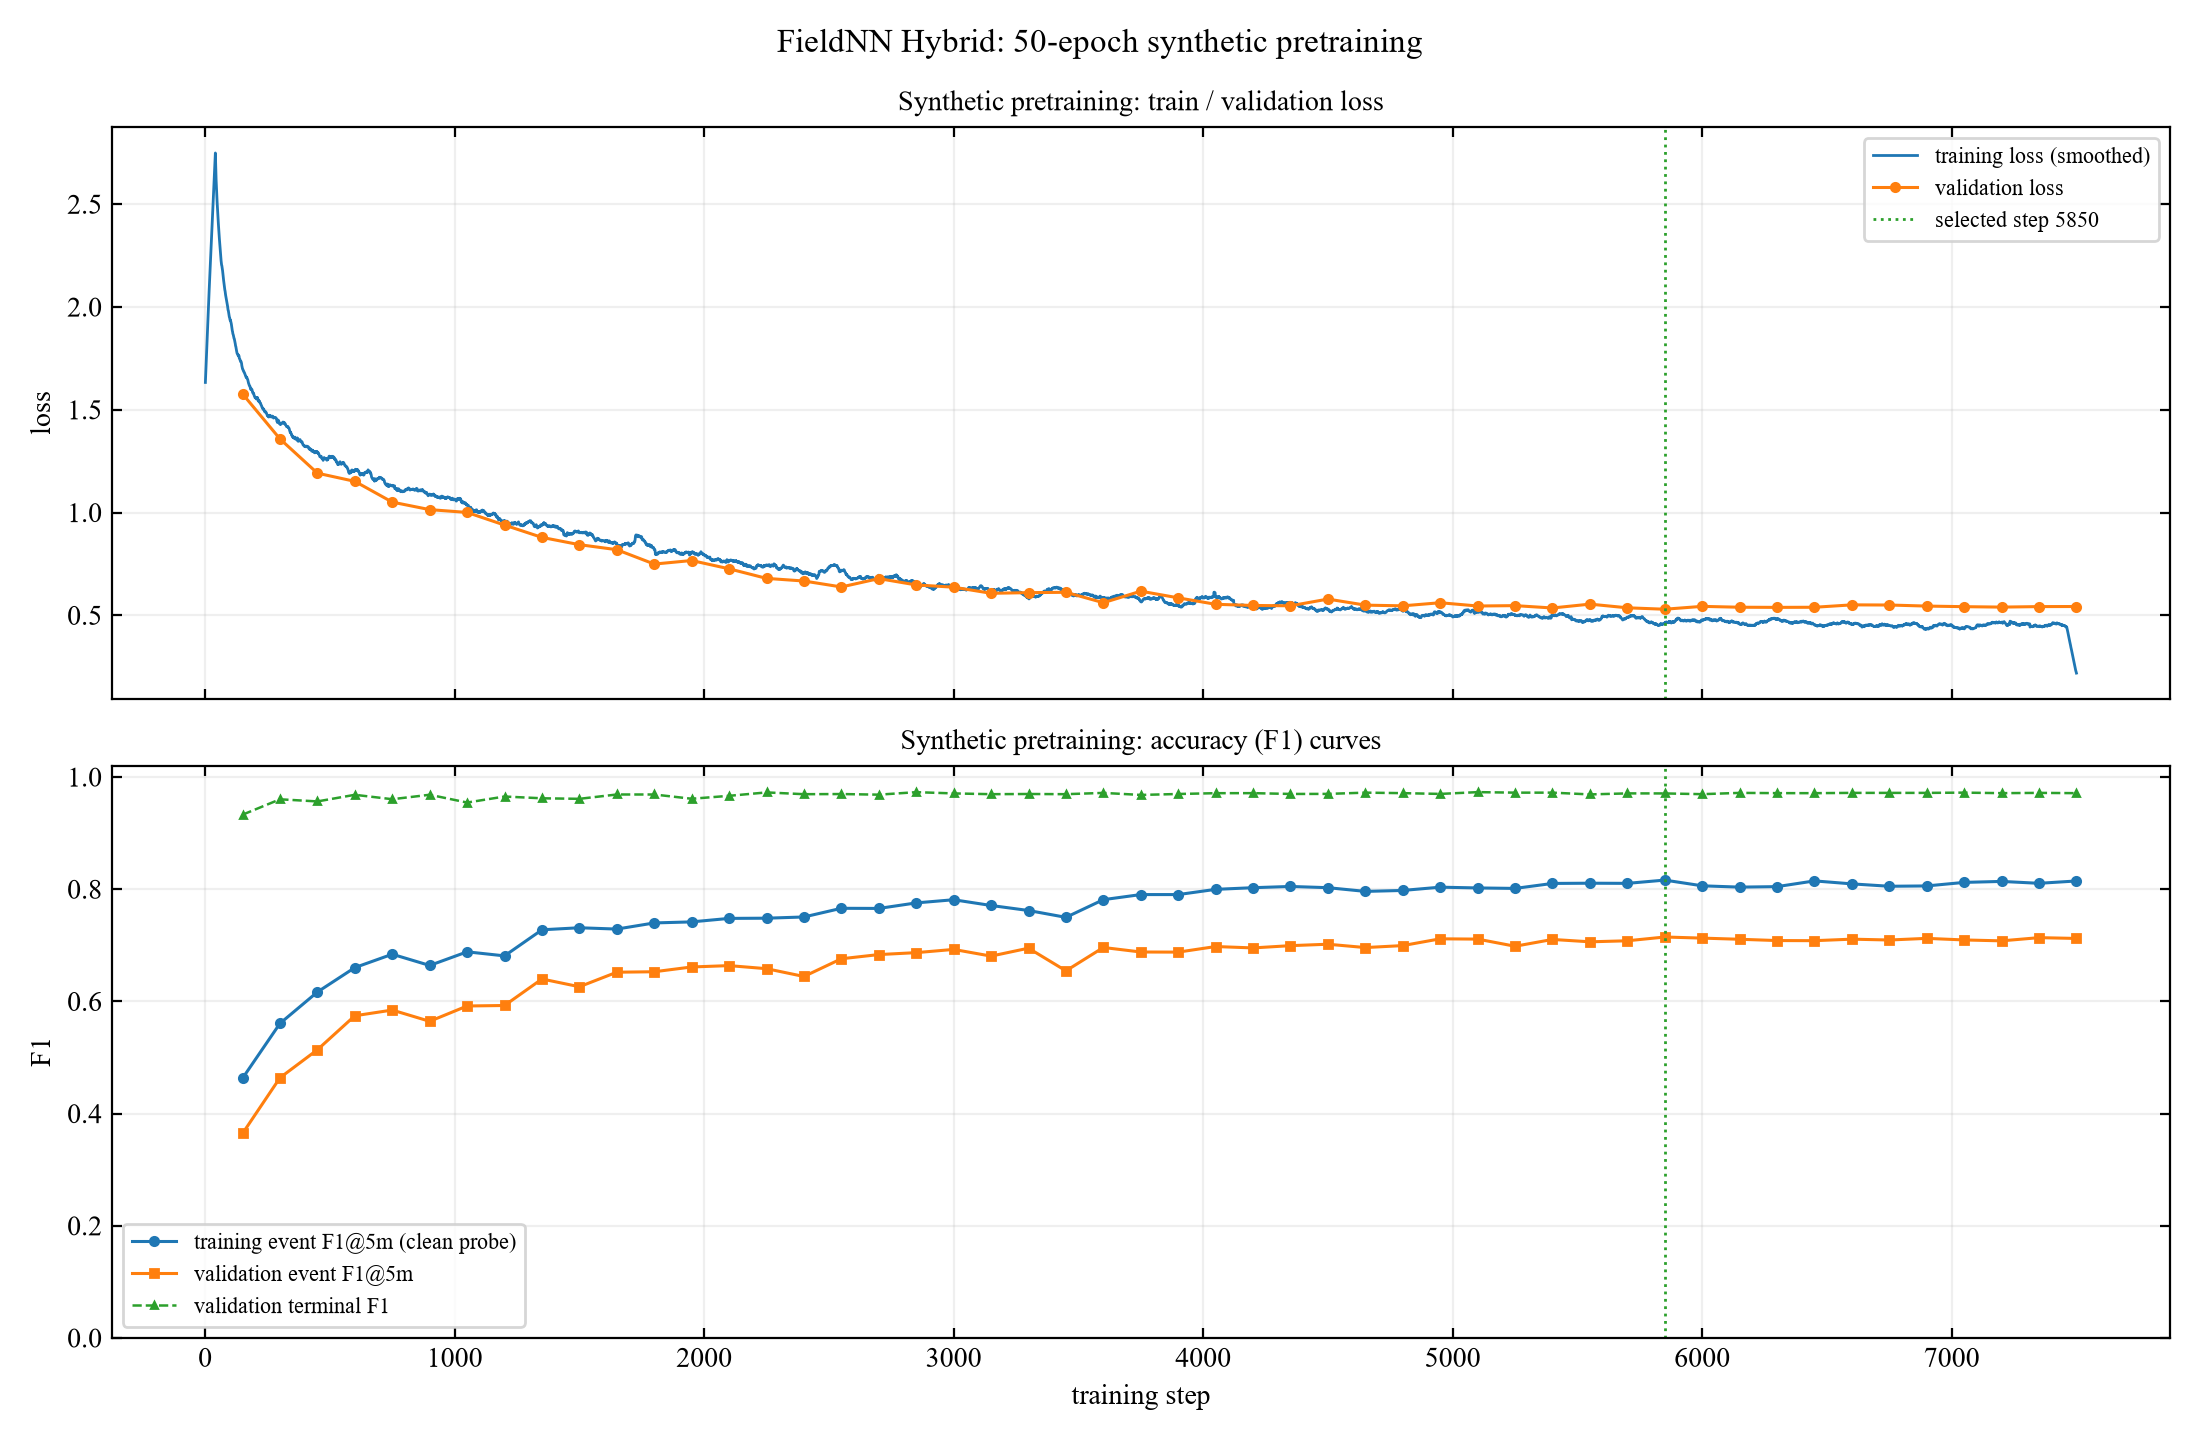 FieldNN Hybrid: 50-epoch synthetic pretraining
Synthetic pretraining: train / validation loss
training loss (smoothed)
validation loss
selected step 5850
2.5
2.0
1.5
1.0
0.5
loss
Synthetic pretraining: accuracy (F1) curves
1.0
0.8
0.6
0.4
0.2
0.0
F1
training event F1@5m (clean probe)
validation event F1@5m
validation terminal F1
0 1000 2000 3000 4000 5000 6000 7000
training step